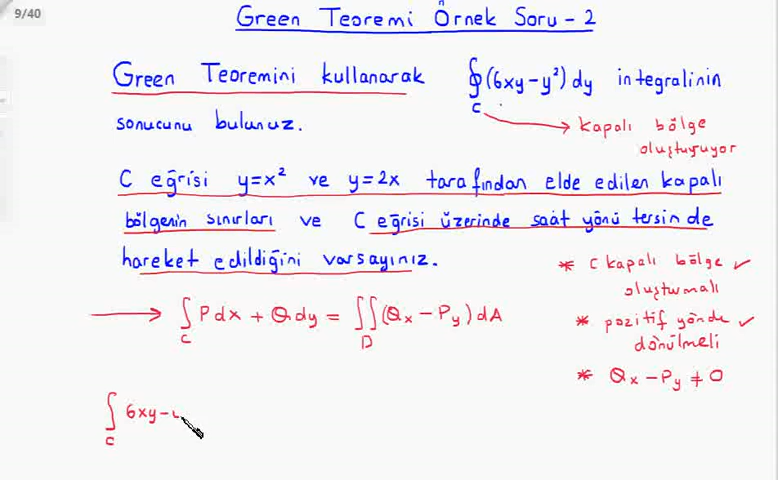 9/40
Green Teoremi Örnek Soru - 2
Green Teoremini kullanarak ∮(6xy-y²)dy integralinin
C
sonucunu bulunuz.
kapalı bölge
oluşturuyor
C eğrisi y=x² ve y=2x tarafından elde edilen kapalı
bölgenin sınırları ve C eğrisi üzerinde saat yönü tersinde
hareket edildiğini varsayınız.
* C kapalı bölge ✓
oluşturmalı
* pozitif yönde ✓
dönülmeli
* Qx - Py ≠ 0
→ ∫ Pdx + Qdy = ∬(Qx - Py)dA
C D
∫ 6xy-
C